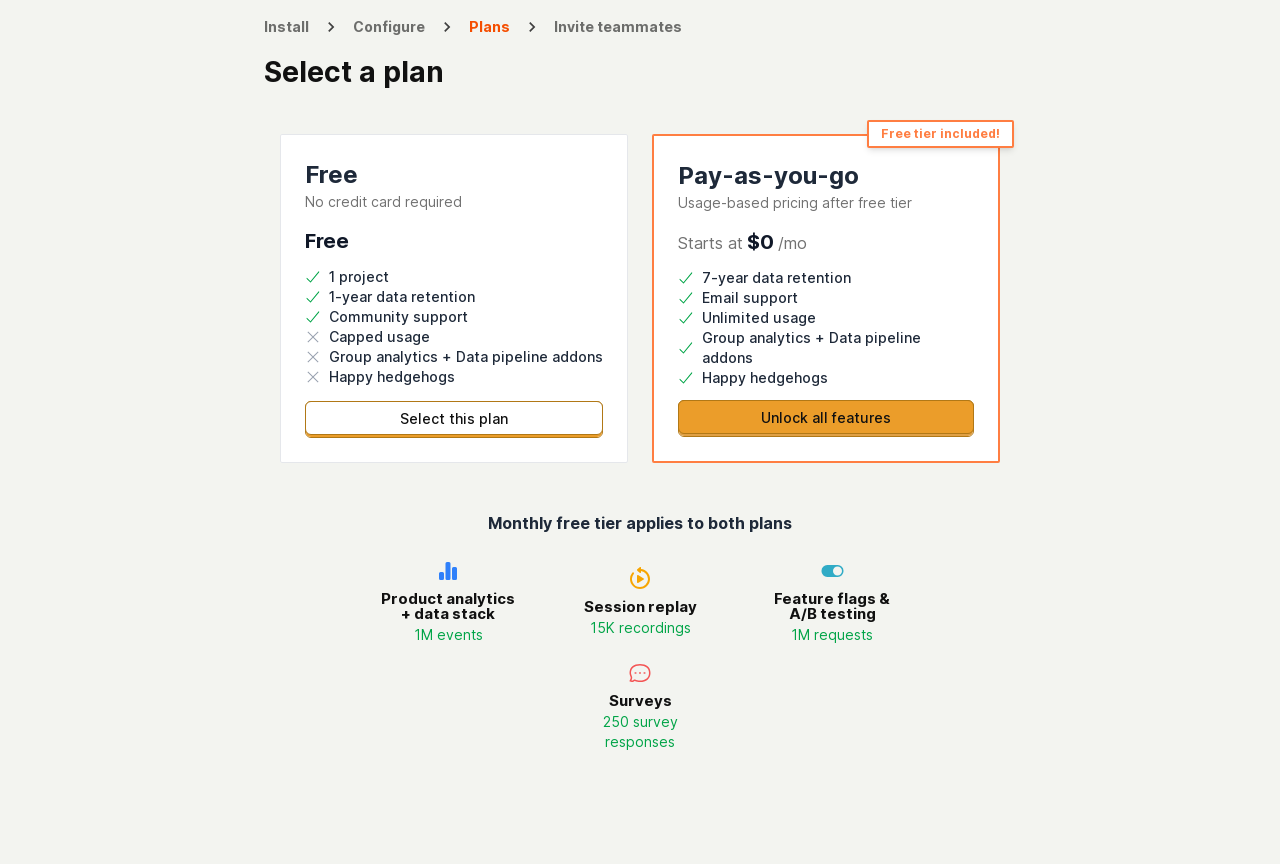 Install > Configure > Plans > Invite teammates
Select a plan
Free
No credit card required
Free
1 project
1-year data retention
Community support
Capped usage
Group analytics + Data pipeline addons
Happy hedgehogs
Select this plan
Free tier included!
Pay-as-you-go
Usage-based pricing after free tier
Starts at $0 /mo
7-year data retention
Email support
Unlimited usage
Group analytics + Data pipeline
addons
Happy hedgehogs
Unlock all features
Monthly free tier applies to both plans
Product analytics
+ data stack
1M events
Session replay
15K recordings
Feature flags &
A/B testing
1M requests
Surveys
250 survey
responses